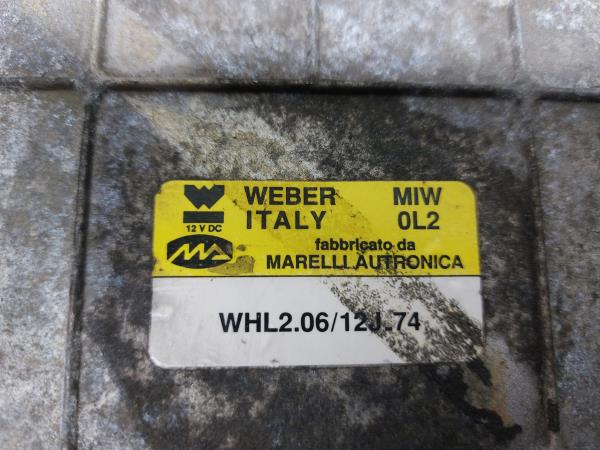 WEBER MIW
12 V DC ITALY 0L2
fabbricato da
MARELLI AUTRONICA
WHL2.06/12J.74